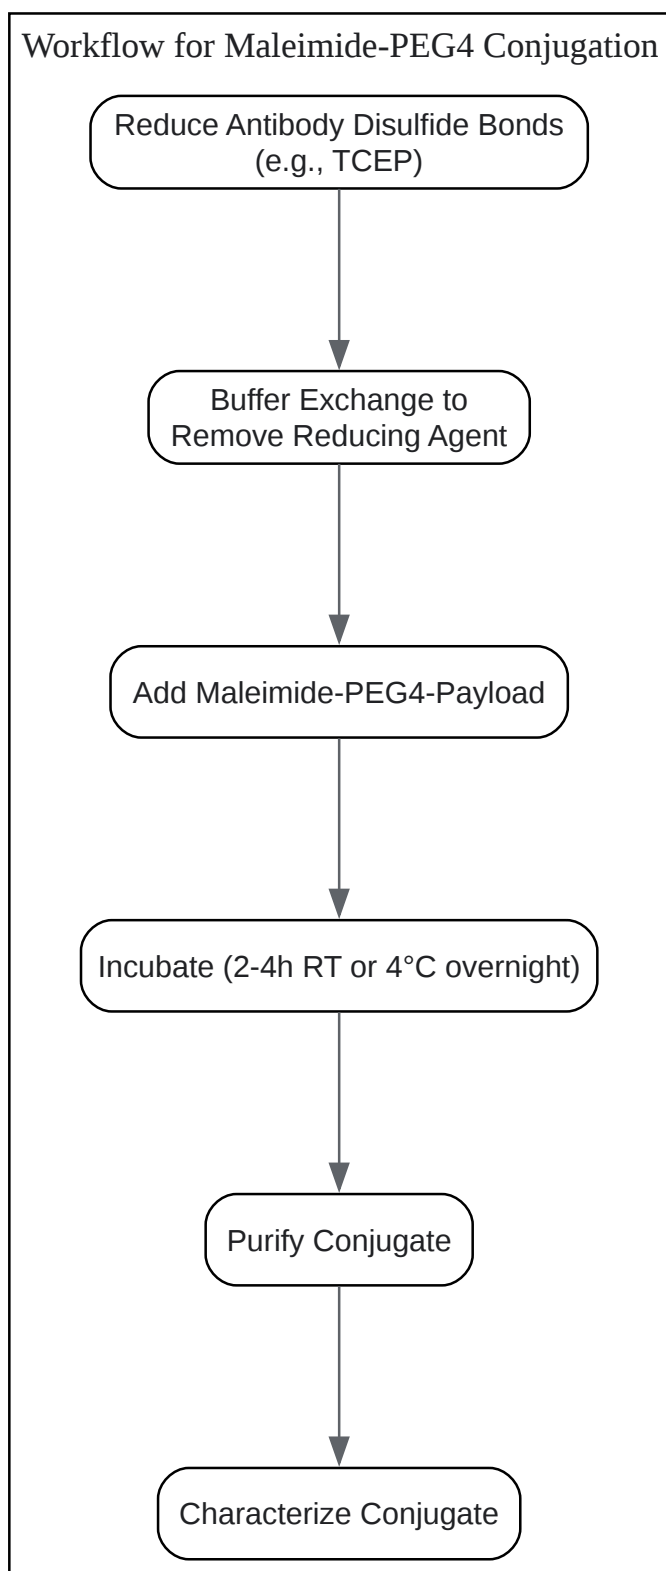 Workflow for Maleimide-PEG4 Conjugation
Reduce Antibody Disulfide Bonds
(e.g., TCEP)
Buffer Exchange to
Remove Reducing Agent
Add Maleimide-PEG4-Payload
Incubate (2-4h RT or 4°C overnight)
Purify Conjugate
Characterize Conjugate